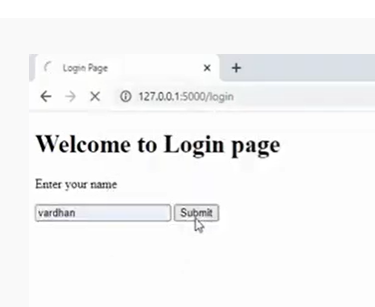 Login Page
127.0.0.1:5000/login
Welcome to Login page
Enter your name
vardhan Submit